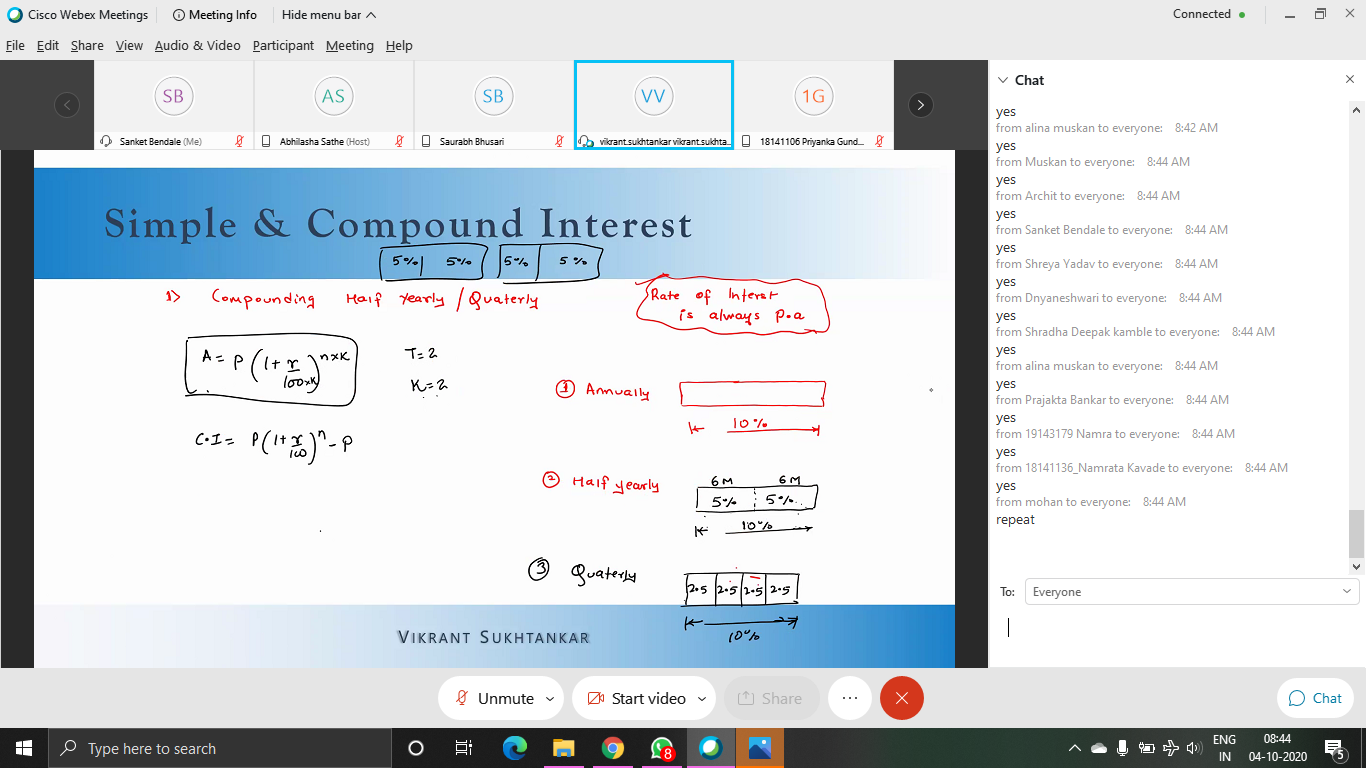 Cisco Webex Meetings
Meeting Info
Hide menu bar
Connected
File Edit Share View Audio & Video Participant Meeting Help
SB
AS
SB
VV
1G
Sanket Bendale (Me)
Abhilasha Sathe (Host)
Saurabh Bhusari
vikrant.sukhtankar vikrant.sukhta...
18141106 Priyanka Gund...
Simple & Compound Interest
5% 5% 5% 5%
1) Compounding Half Yearly / Quaterly
Rate of Interst
is always p.a
A = P (1 + r/100×K)^n×K
T = 2
K = 2
C.I = P (1 + r/100)^n - P
① Annually
10%
② Half yearly
6M 6M
5% 5%
10%
③ Quaterly
2.5 2.5 2.5 2.5
10%
VIKRANT SUKHTANKAR
Chat
yes
from alina muskan to everyone: 8:42 AM
yes
from Muskan to everyone: 8:44 AM
yes
from Archit to everyone: 8:44 AM
yes
from Sanket Bendale to everyone: 8:44 AM
yes
from Shreya Yadav to everyone: 8:44 AM
yes
from Dnyaneshwari to everyone: 8:44 AM
yes
from Shradha Deepak kamble to everyone: 8:44 AM
yes
from alina muskan to everyone: 8:44 AM
yes
from Prajakta Bankar to everyone: 8:44 AM
yes
from 19143179 Namra to everyone: 8:44 AM
yes
from 18141136_Namrata Kavade to everyone: 8:44 AM
yes
from mohan to everyone: 8:44 AM
repeat
To: Everyone
Unmute
Start video
Share
Chat
Type here to search
8
ENG
IN
08:44
04-10-2020
5